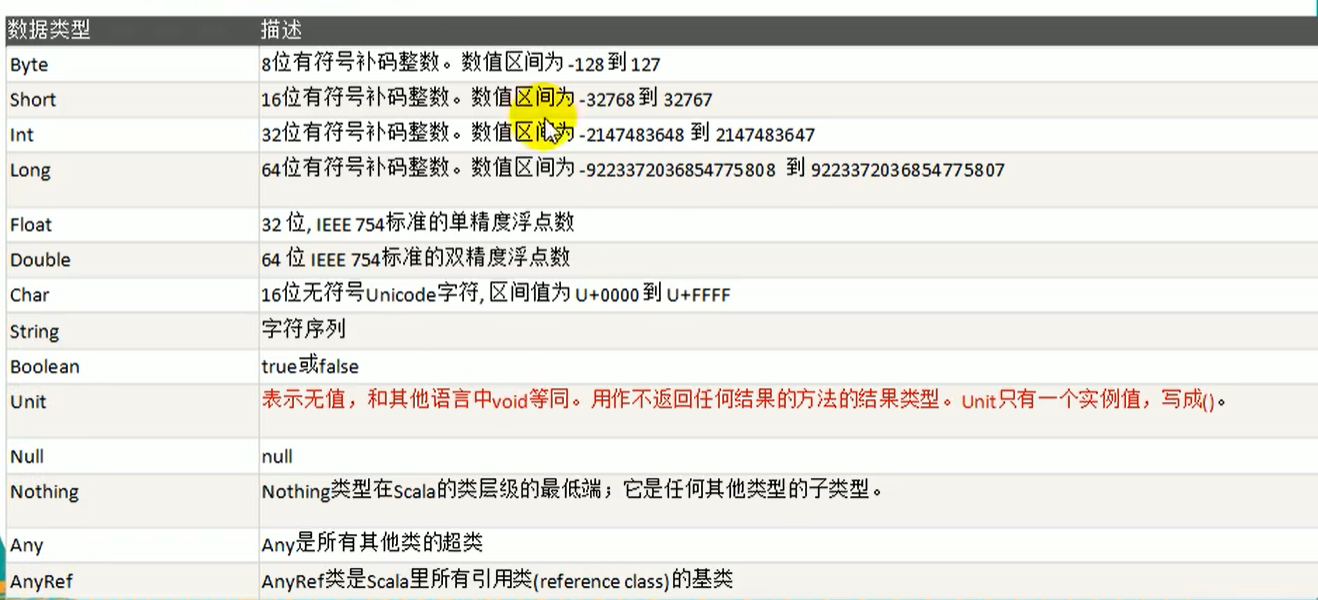 数据类型 描述
Byte 8位有符号补码整数。数值区间为 -128 到 127
Short 16位有符号补码整数。数值区间为 -32768 到 32767
Int 32位有符号补码整数。数值区间为 -2147483648 到 2147483647
Long 64位有符号补码整数。数值区间为 -9223372036854775808 到 9223372036854775807
Float 32 位, IEEE 754标准的单精度浮点数
Double 64 位 IEEE 754标准的双精度浮点数
Char 16位无符号Unicode字符, 区间值为 U+0000 到 U+FFFF
String 字符序列
Boolean true或false
Unit 表示无值，和其他语言中void等同。用作不返回任何结果的方法的结果类型。Unit只有一个实例值，写成()。
Null null
Nothing Nothing类型在Scala的类层级的最低端；它是任何其他类型的子类型。
Any Any是所有其他类的超类
AnyRef AnyRef类是Scala里所有引用类(reference class)的基类